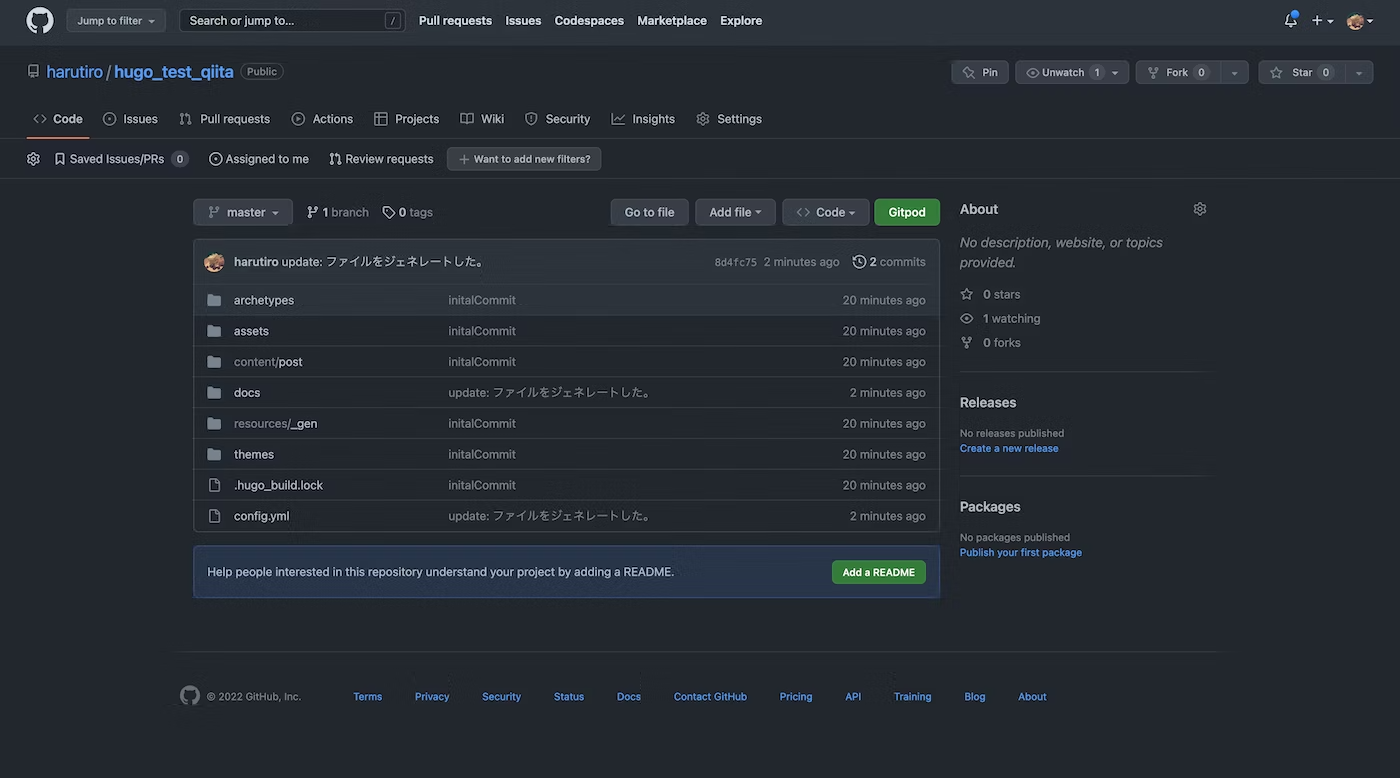 Jump to filter Search or jump to... / Pull requests Issues Codespaces Marketplace Explore
harutiro / hugo_test_qiita Public Pin Unwatch 1 Fork 0 Star 0
Code Issues Pull requests Actions Projects Wiki Security Insights Settings
Saved Issues/PRs 0 Assigned to me Review requests Want to add new filters?
master 1 branch 0 tags Go to file Add file Code Gitpod
harutiro update: ファイルをジェネレートした。 8d4fc75 2 minutes ago 2 commits
archetypes initalCommit 20 minutes ago
assets initalCommit 20 minutes ago
content/post initalCommit 20 minutes ago
docs update: ファイルをジェネレートした。 2 minutes ago
resources/_gen initalCommit 20 minutes ago
themes initalCommit 20 minutes ago
.hugo_build.lock initalCommit 20 minutes ago
config.yml update: ファイルをジェネレートした。 2 minutes ago
Help people interested in this repository understand your project by adding a README. Add a README
About
No description, website, or topics
provided.
0 stars
1 watching
0 forks
Releases
No releases published
Create a new release
Packages
No packages published
Publish your first package
© 2022 GitHub, Inc. Terms Privacy Security Status Docs Contact GitHub Pricing API Training Blog About